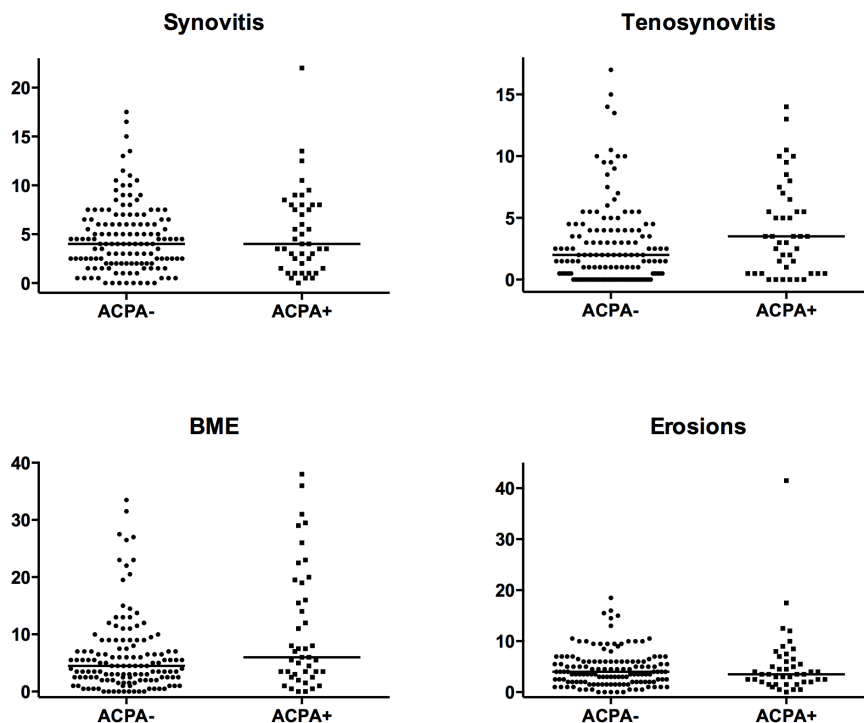 Synovitis
20
15
10
5
0
ACPA-
ACPA+
Tenosynovitis
15
10
5
0
ACPA-
ACPA+
BME
40
30
20
10
0
ACPA-
ACPA+
Erosions
40
30
20
10
0
ACPA-
ACPA+